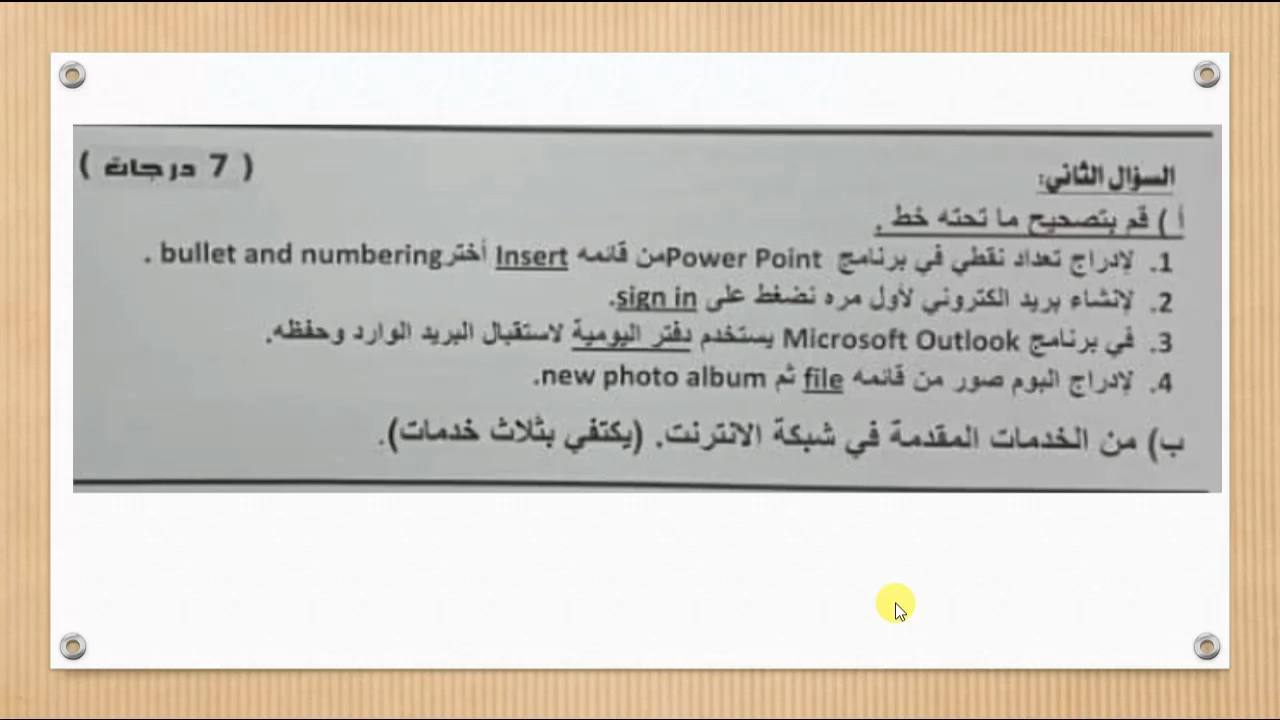 السؤال الثاني: ( 7 درجات )
أ ) قم بتصحيح ما تحته خط .
1. لإدراج تعداد نقطي في برنامج Power Point من قائمه Insert أختر bullet and numbering .
2. لإنشاء بريد الكتروني لأول مره نضغط على sign in.
3. في برنامج Microsoft Outlook يستخدم دفتر اليومية لاستقبال البريد الوارد وحفظه.
4. لإدراج البوم صور من قائمه file ثم new photo album.
ب) من الخدمات المقدمة في شبكة الانترنت. (يكتفي بثلاث خدمات).